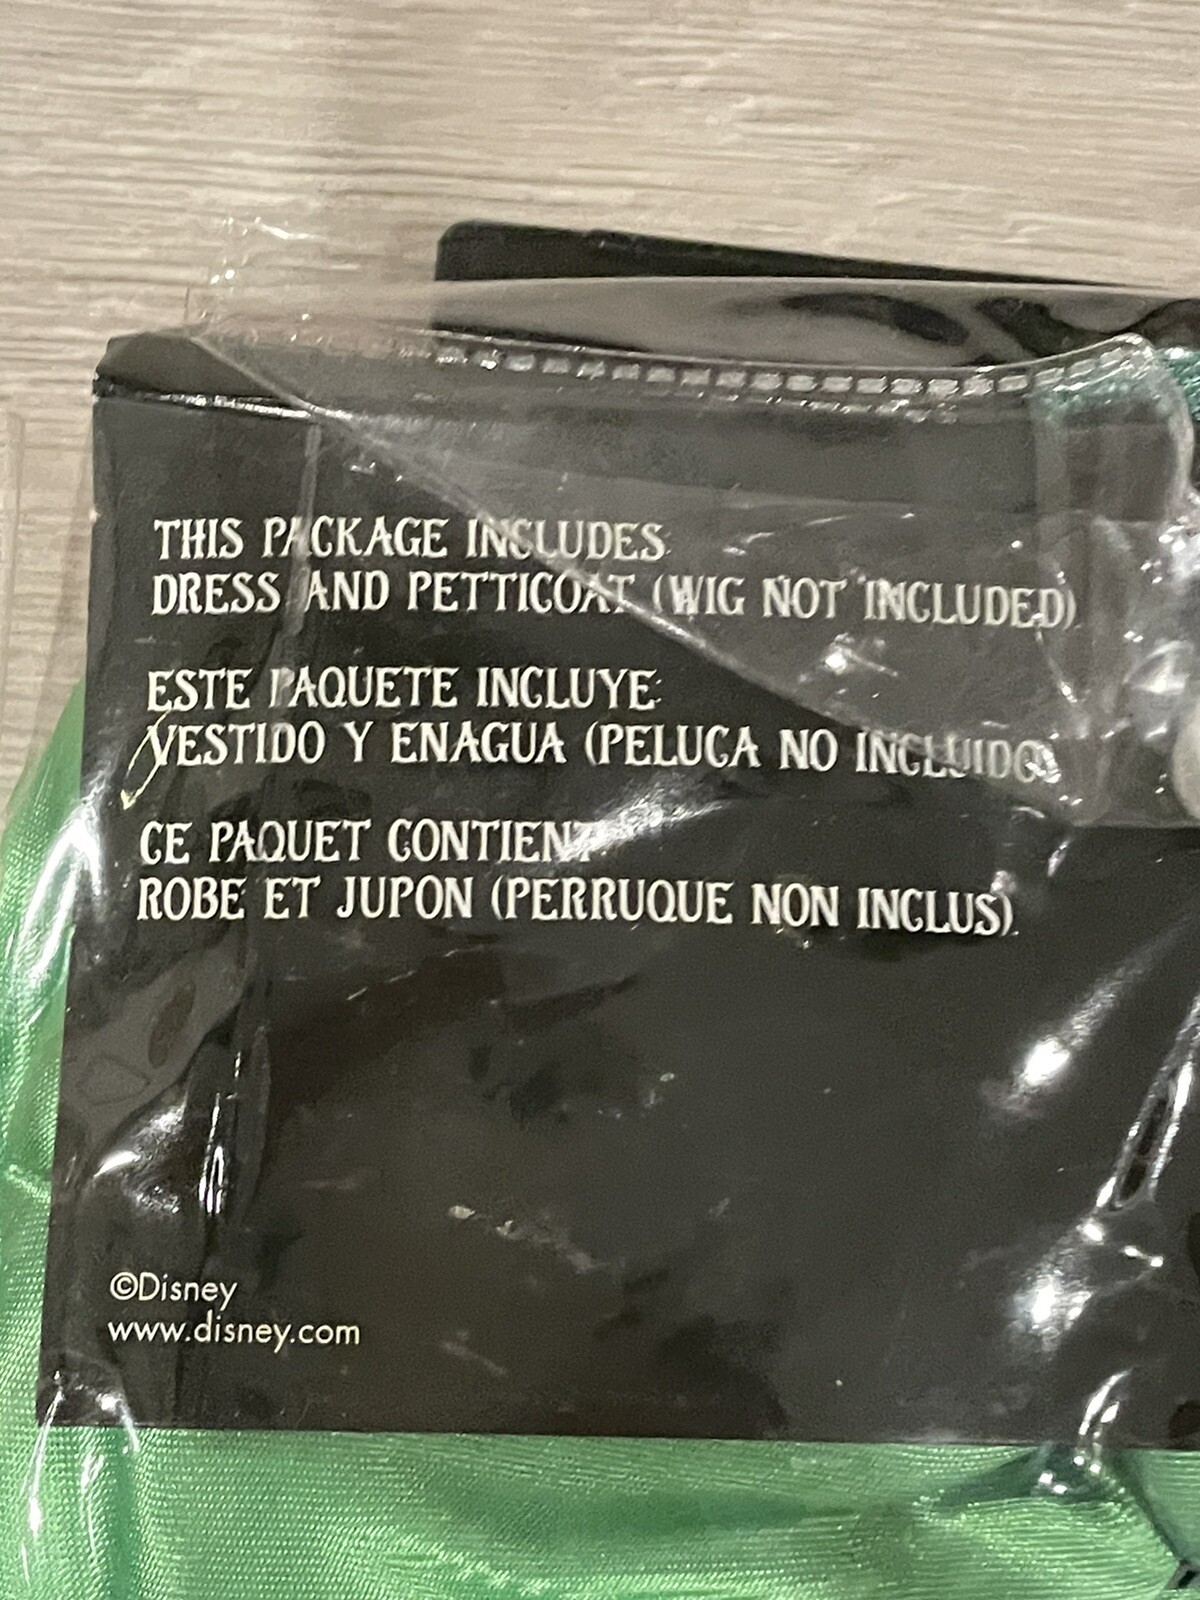 THIS PACKAGE INCLUDES:
DRESS AND PETTICOAT (WIG NOT INCLUDED).
ESTE PAQUETE INCLUYE:
VESTIDO Y ENAGUA (PELUCA NO INCLUIDO).
CE PAQUET CONTIENT:
ROBE ET JUPON (PERRUQUE NON INCLUS).
©Disney
www.disney.com